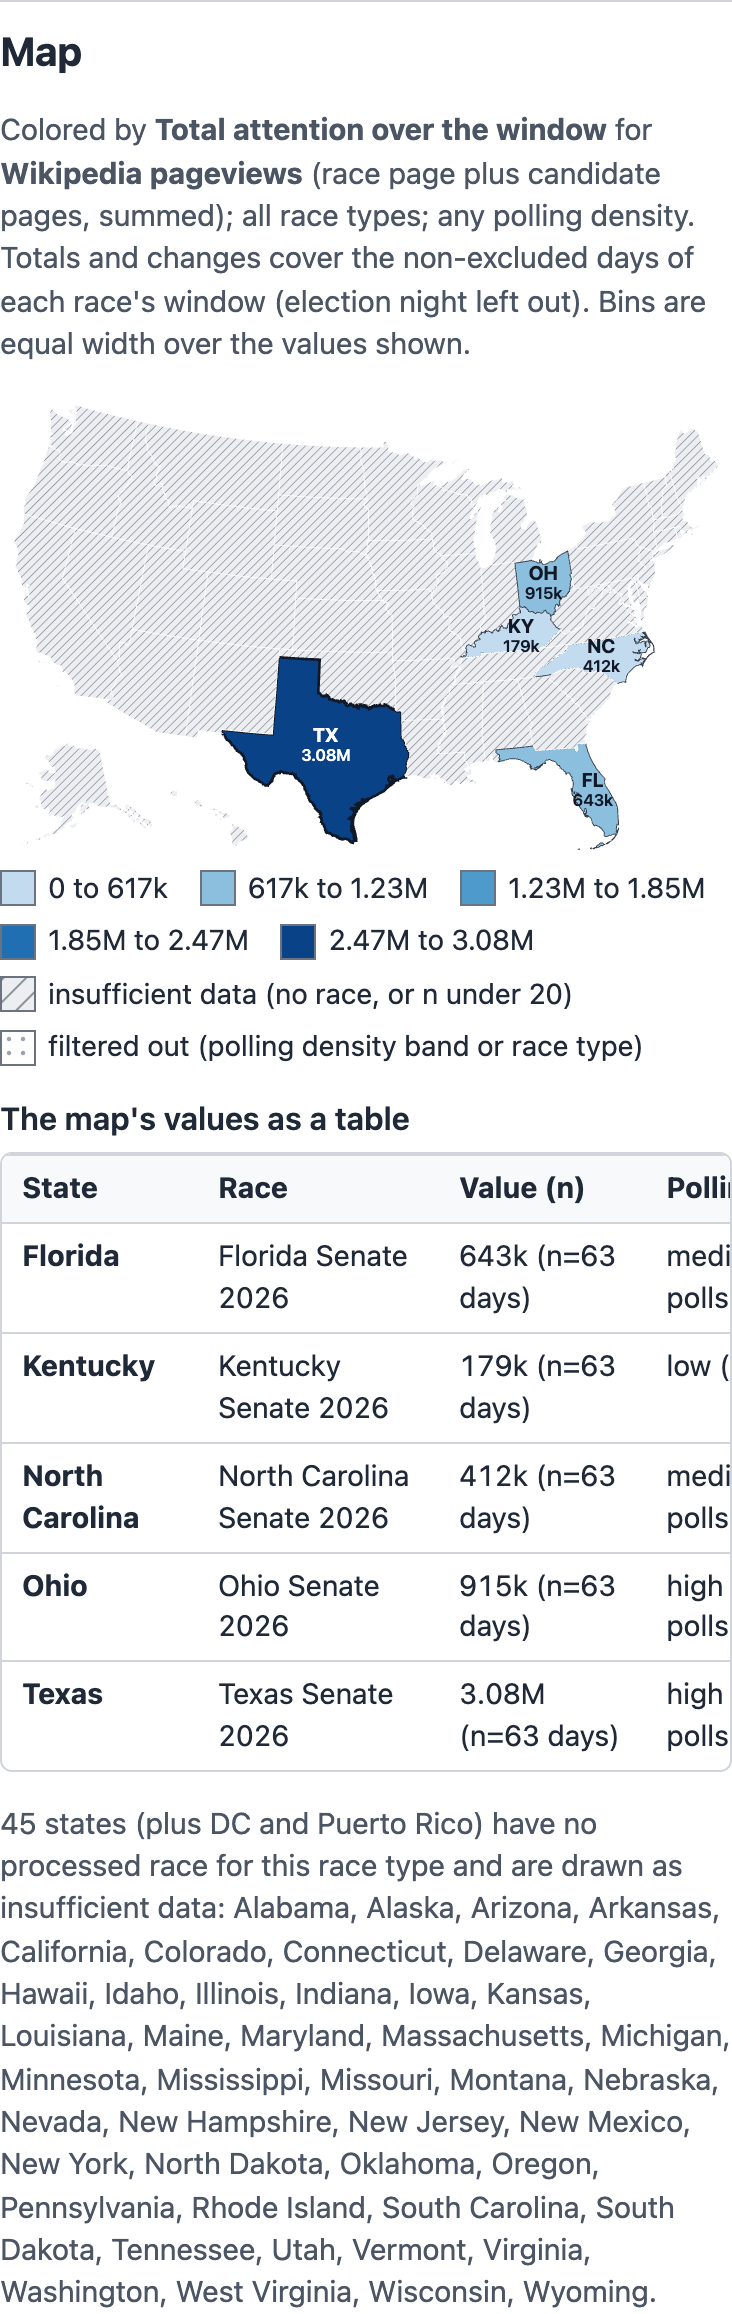 Map
Colored by Total attention over the window for
Wikipedia pageviews (race page plus candidate
pages, summed); all race types; any polling density.
Totals and changes cover the non-excluded days of
each race's window (election night left out). Bins are
equal width over the values shown.
OH
915k
KY
179k
NC
412k
TX
3.08M
FL
643k
0 to 617k 617k to 1.23M 1.23M to 1.85M
1.85M to 2.47M 2.47M to 3.08M
insufficient data (no race, or n under 20)
filtered out (polling density band or race type)
The map's values as a table
State Race Value (n) Polli
Florida Florida Senate 643k (n=63 medi
2026 days) polls
Kentucky Kentucky 179k (n=63 low (
Senate 2026 days)
North North Carolina 412k (n=63 medi
Carolina Senate 2026 days) polls
Ohio Ohio Senate 915k (n=63 high
2026 days) polls
Texas Texas Senate 3.08M high
2026 (n=63 days) polls
45 states (plus DC and Puerto Rico) have no
processed race for this race type and are drawn as
insufficient data: Alabama, Alaska, Arizona, Arkansas,
California, Colorado, Connecticut, Delaware, Georgia,
Hawaii, Idaho, Illinois, Indiana, Iowa, Kansas,
Louisiana, Maine, Maryland, Massachusetts, Michigan,
Minnesota, Mississippi, Missouri, Montana, Nebraska,
Nevada, New Hampshire, New Jersey, New Mexico,
New York, North Dakota, Oklahoma, Oregon,
Pennsylvania, Rhode Island, South Carolina, South
Dakota, Tennessee, Utah, Vermont, Virginia,
Washington, West Virginia, Wisconsin, Wyoming.